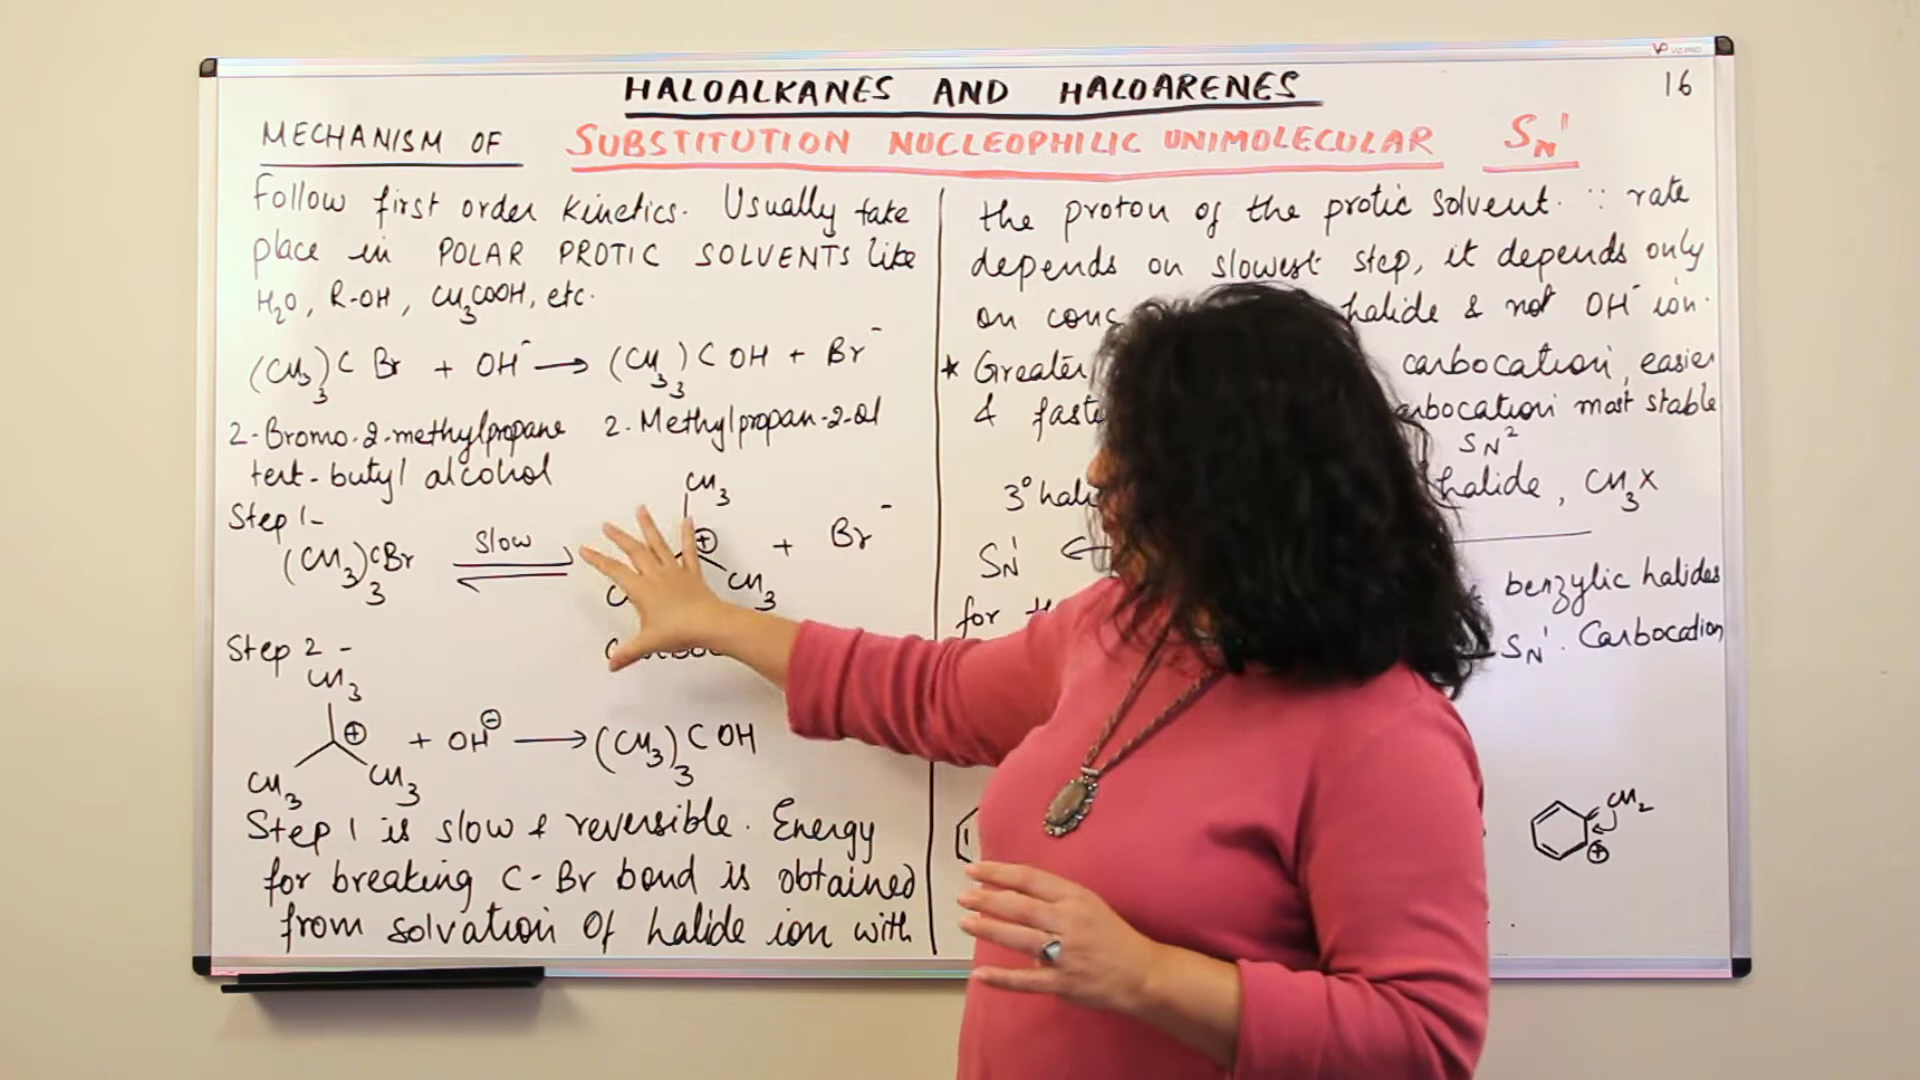 HALOALKANES AND HALOARENES
16
MECHANISM OF SUBSTITUTION NUCLEOPHILIC UNIMOLECULAR SN1
Follow first order kinetics. Usually take
place in POLAR PROTIC SOLVENTS like
H2O, R-OH, CH3COOH, etc.
(CH3)3C Br + OH- → (CH3)3C OH + Br-
2-Bromo-2-methylpropane 2-Methylpropan-2-ol
tert-butyl alcohol
Step 1-
(CH3)3CBr
slow
CH3
⊕
CH3
+ Br-
Step 2 -
CH3
⊕
CH3
CH3
+ OH⊖ → (CH3)3C OH
Step 1 is slow & reversible. Energy
for breaking C-Br bond is obtained
from solvation of halide ion with
the proton of the protic solvent. ∵ rate
depends on slowest step, it depends only
on conc halide & not OH- ion.
* Greater carbocation, easier
& most stable
SN2
3° halide, CH3X
SN1 ←
for benzylic halides
SN1. Carbocation
CH2
⊕